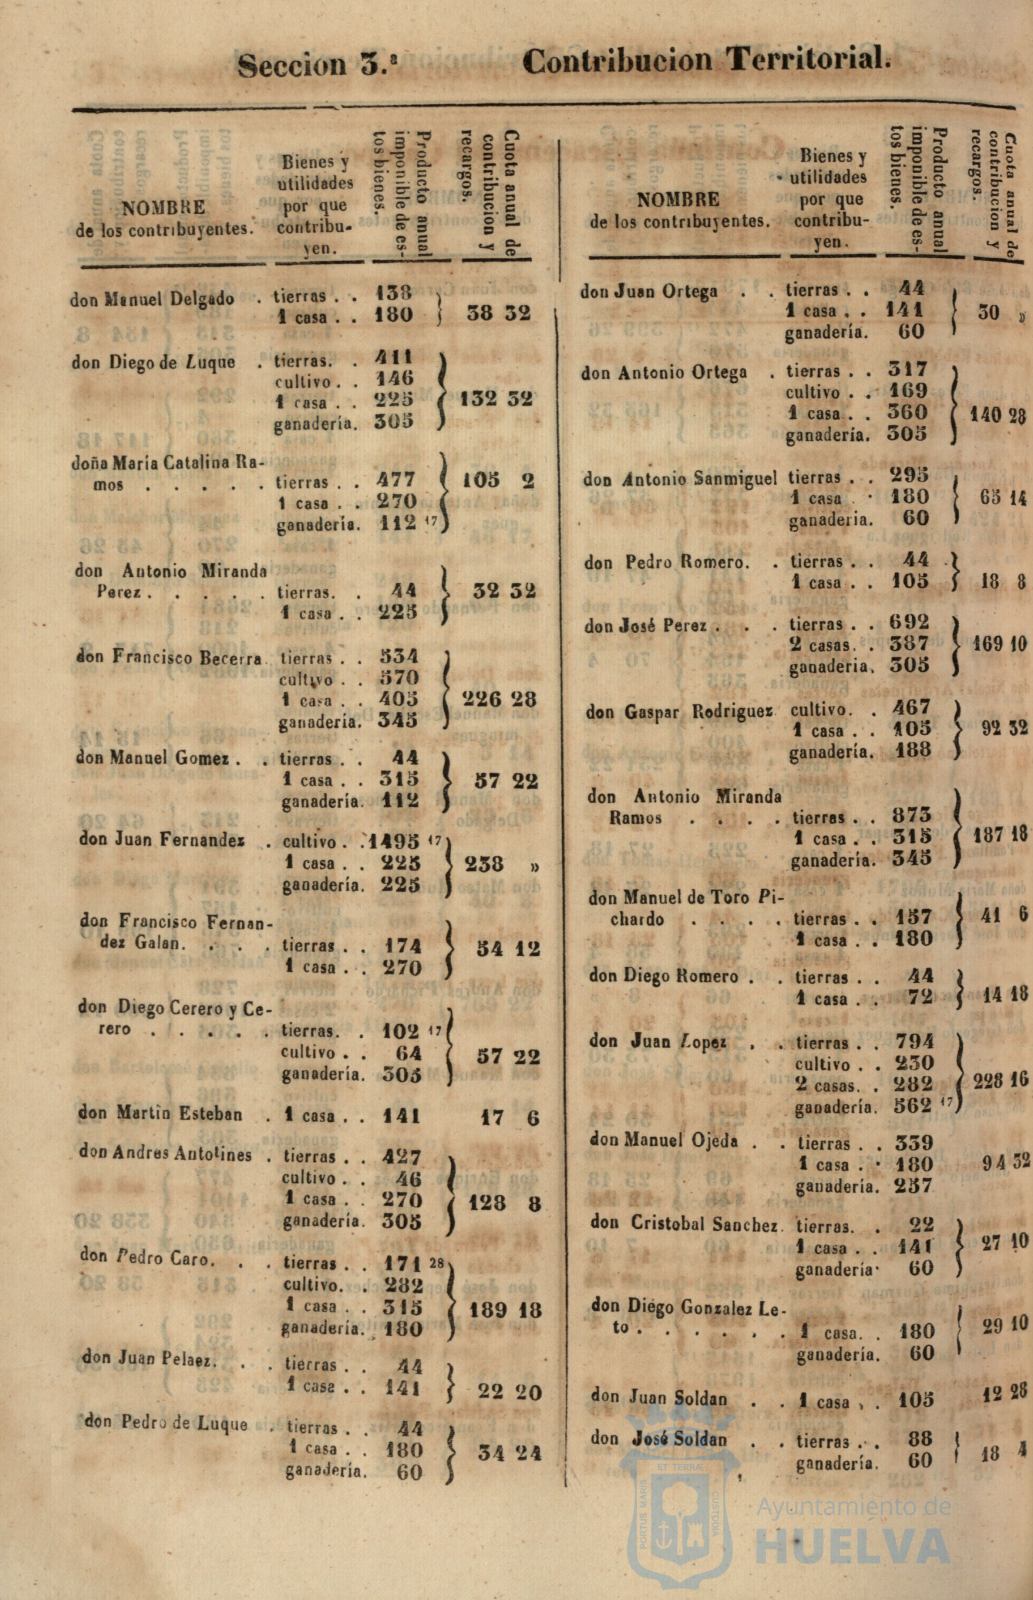 Seccion 3.ª Contribucion Territorial.
NOMBRE de los contribuyentes.
Bienes y utilidades por que contribuyen.
Producto anual imponible de estos bienes.
Cuota anual de contribucion y recargos.
don Manuel Delgado . tierras . . 138
1 casa . . 180 } 38 32
don Diego de Luque . tierras. . 411
cultivo . . 146
1 casa . . 225 } 132 32
ganadería. 305
doña María Catalina Ra-
mos . . . . . tierras . . 477 } 105 2
1 casa . . 270
ganadería. 112 17
don Antonio Miranda
Perez . . . . . tierras. . 44 } 32 32
1 casa . . 225
don Francisco Becerra tierras . . 534
cultivo . . 570
1 casa . . 405 } 226 28
ganadería. 345
don Manuel Gomez . . tierras . . 44
1 casa . . 315 } 57 22
ganadería. 112
don Juan Fernandez . cultivo . . 1495 17
1 casa . . 225 } 238 »
ganadería. 225
don Francisco Fernan-
dez Galan. . . . tierras . . 174 } 54 12
1 casa . . 270
don Diego Cerero y Ce-
rero . . . . . tierras. . 102 17
cultivo . . 64 } 57 22
ganadería. 305
don Martin Esteban . 1 casa . . 141 17 6
don Andres Antolines . tierras . . 427
cultivo . . 46
1 casa . . 270 } 128 8
ganadería. 305
don Pedro Caro. . . tierras . . 171 28
cultivo. . 282
1 casa . . 315 } 189 18
ganadería. 180
don Juan Pelaez. . . tierras . . 44
1 casa . . 141 } 22 20
don Pedro de Luque . tierras . . 44
1 casa . . 180 } 34 24
ganadería. 60
NOMBRE de los contribuyentes.
Bienes y utilidades por que contribuyen.
Producto anual imponible de estos bienes.
Cuota anual de contribucion y recargos.
don Juan Ortega . . tierras . . 44
1 casa . . 141 } 30 »
ganadería. 60
don Antonio Ortega . tierras . . 317
cultivo . . 169
1 casa . . 360 } 140 28
ganadería. 305
don Antonio Sanmiguel tierras . . 295
1 casa . 180 } 65 14
ganaderia. 60
don Pedro Romero. . tierras . . 44
1 casa . . 105 } 18 8
don José Perez . . . tierras . . 692
2 casas. . 387 } 169 10
ganaderia. 305
don Gaspar Rodriguez cultivo. . 467
1 casa . . 105 } 92 32
ganadería. 188
don Antonio Miranda
Ramos . . . . tierras . . 873
1 casa . . 315 } 187 18
ganadería. 345
don Manuel de Toro Pi-
chardo . . . . tierras . . 157 } 41 6
1 casa . . 180
don Diego Romero . . tierras . . 44
1 casa . . 72 } 14 18
don Juan Lopez . . tierras . . 794
cultivo . . 230
2 casas. . 282 } 228 16
ganadería. 562 17
don Manuel Ojeda . . tierras . . 339
1 casa . . 180 94 32
ganadería. 257
don Cristobal Sanchez. tierras. . 22
1 casa . . 141 } 27 10
ganadería 60
don Diego Gonzalez Le-
to . . . . . . 1 casa. . 180 } 29 10
ganadería. 60
don Juan Soldan . . 1 casa . . 105 12 28
don José Soldan . . tierras . . 88
ganadería. 60 } 18 4
PORTUS MARIS ET TERRAE CUSTODIA
Ayuntamiento de
HUELVA